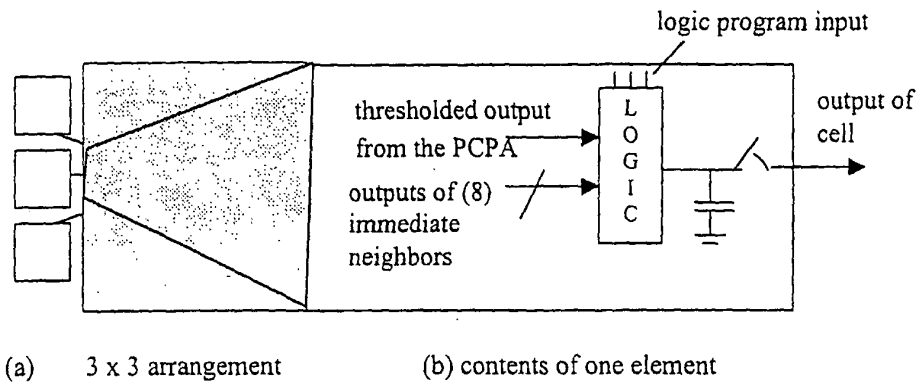 logic program input
thresholded output
from the PCPA
outputs of (8)
immediate
neighbors
L
O
G
I
C
output of
cell
(a) 3 x 3 arrangement (b) contents of one element